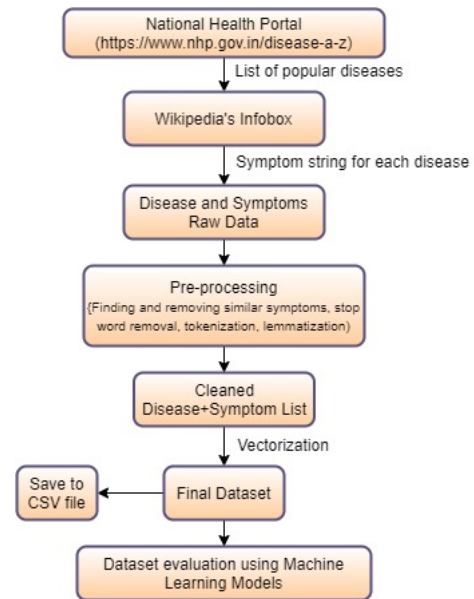 National Health Portal
(https://www.nhp.gov.in/disease-a-z)
List of popular diseases
Wikipedia's Infobox
Symptom string for each disease
Disease and Symptoms
Raw Data
Pre-processing
{Finding and removing similar symptoms, stop
word removal, tokenization, lemmatization)
Cleaned
Disease+Symptom List
Vectorization
Save to
CSV file
Final Dataset
Dataset evaluation using Machine
Learning Models